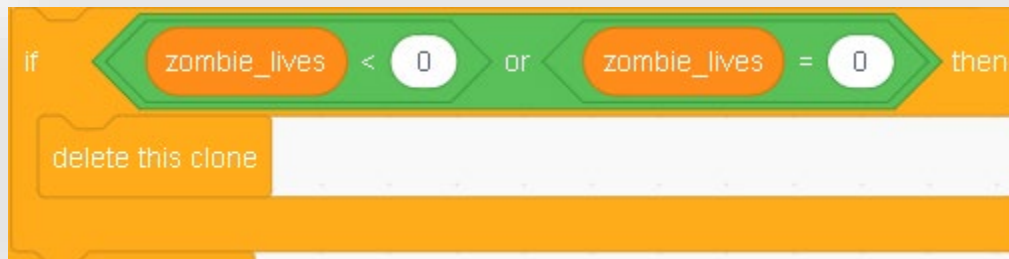 if zombie_lives < 0 or zombie_lives = 0 then
delete this clone